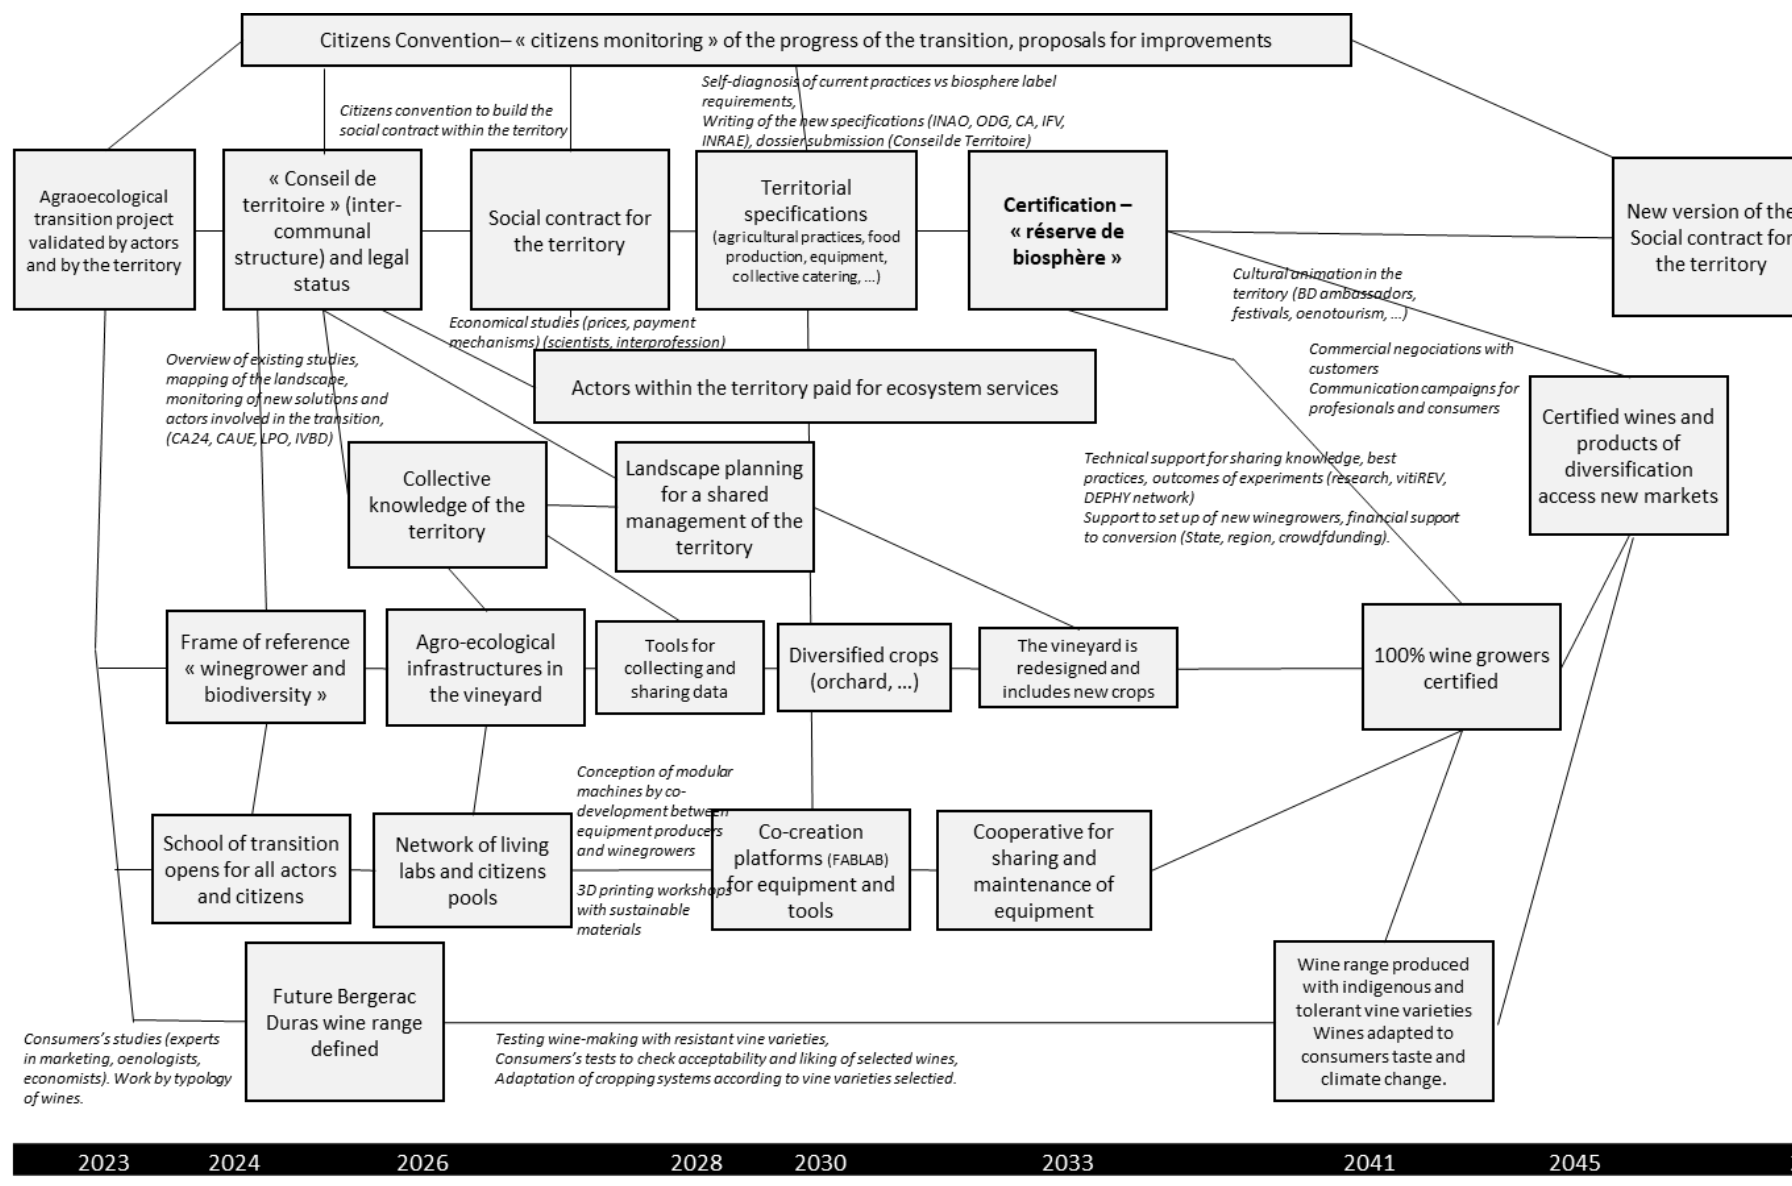 Citizens Convention– « citizens monitoring » of the progress of the transition, proposals for improvements
Self-diagnosis of current practices vs biosphere label
requirements,
Writing of the new specifications (INAO, ODG, CA, IFV,
INRAE), dossier submission (Conseil de Territoire)
Citizens convention to build the
social contract within the territory
Agraoecological
transition project
validated by actors
and by the territory
« Conseil de
territoire » (inter-
communal
structure) and legal
status
Social contract for
the territory
Territorial
specifications
(agricultural practices, food
production, equipment,
collective catering, ...)
Certification –
« réserve de
biosphère »
New version of the
Social contract for
the territory
Cultural animation in the
territory (BD ambassadors,
festivals, oenotourism, ...)
Economical studies (prices, payment
mechanisms) (scientists, interprofession)
Overview of existing studies,
mapping of the landscape,
monitoring of new solutions and
actors involved in the transition,
(CA24, CAUE, LPO, IVBD)
Actors within the territory paid for ecosystem services
Commercial negociations with
customers
Communication campaigns for
profesionals and consumers
Certified wines and
products of
diversification
access new markets
Collective
knowledge of the
territory
Landscape planning
for a shared
management of the
territory
Technical support for sharing knowledge, best
practices, outcomes of experiments (research, vitiREV,
DEPHY network)
Support to set up of new winegrowers, financial support
to conversion (State, region, crowdfdunding).
Frame of reference
« winegrower and
biodiversity »
Agro-ecological
infrastructures in
the vineyard
Tools for
collecting and
sharing data
Diversified crops
(orchard, ...)
The vineyard is
redesigned and
includes new crops
100% wine growers
certified
Conception of modular
machines by co-
development between
equipment producers
and winegrowers
3D printing workshops
with sustainable
materials
School of transition
opens for all actors
and citizens
Network of living
labs and citizens
pools
Co-creation
platforms (FABLAB)
for equipment and
tools
Cooperative for
sharing and
maintenance of
equipment
Future Bergerac
Duras wine range
defined
Wine range produced
with indigenous and
tolerant vine varieties
Wines adapted to
consumers taste and
climate change.
Consumers's studies (experts
in marketing, oenologists,
economists). Work by typology
of wines.
Testing wine-making with resistant vine varieties,
Consumers's tests to check acceptability and liking of selected wines,
Adaptation of cropping systems according to vine varieties selectied.
2023 2024 2026 2028 2030 2033 2041 2045